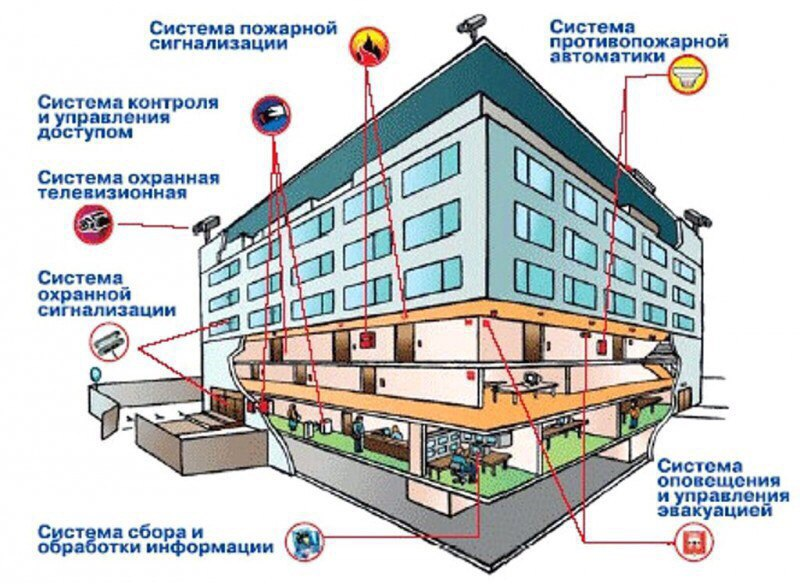 Система пожарной
сигнализации
Система
противопожарной
автоматики
Система контроля
и управления
доступом
Система охранная
телевизионная
Система
охранной
сигнализации
Система
оповещения
и управления
эвакуацией
Система сбора и
обработки информации